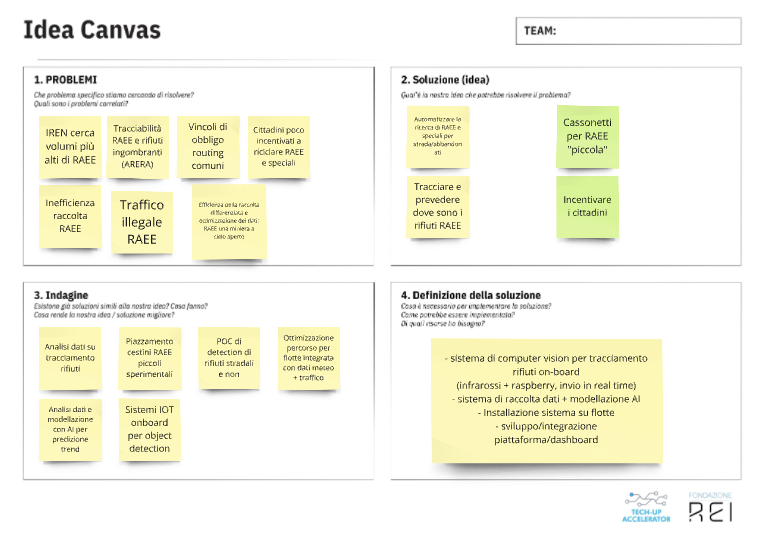 Idea Canvas
TEAM:
1. PROBLEMI
Che problema specifico stiamo cercando di risolvere?
Quali sono i problemi correlati?
IREN cerca
volumi più
alti di RAEE
Tracciabilità
RAEE e rifiuti
ingombranti
(ARERA)
Vincoli di
obbligo
routing
comuni
Cittadini poco
incentivati a
riciclare RAEE
e speciali
Inefficienza
raccolta
RAEE
Traffico
illegale
RAEE
Efficienza nella raccolta
differenziata e
ottimizzazione dei dati:
RAEE una miniera a
cielo aperto
2. Soluzione (idea)
Qual'è la nostra idea che potrebbe risolvere il problema?
Automatizzare la
ricerca di RAEE e
speciali per
strada/abbandon
ati
Cassonetti
per RAEE
"piccola"
Tracciare e
prevedere
dove sono i
rifiuti RAEE
Incentivare
i cittadini
3. Indagine
Esistono già soluzioni simili alla nostra idea? Cosa fanno?
Cosa rende la nostra idea / soluzione migliore?
Analisi dati su
tracciamento
rifiuti
Piazzamento
cestini RAEE
piccoli
sperimentali
POC di
detection di
rifiuti stradali
e non
Ottimizzazione
percorso per
flotte integrata
con dati meteo
+ traffico
Analisi dati e
modellazione
con AI per
predizione
trend
Sistemi IOT
onboard
per object
detection
4. Definizione della soluzione
Cosa è necessario per implementare la soluzione?
Come potrebbe essere implementata?
Di quali risorse ha bisogno?
- sistema di computer vision per tracciamento
rifiuti on-board
(infrarossi + raspberry, invio in real time)
- sistema di raccolta dati + modellazione AI
- Installazione sistema su flotte
- sviluppo/integrazione
piattaforma/dashboard
TECH-UP
ACCELERATOR
FONDAZIONE
REI